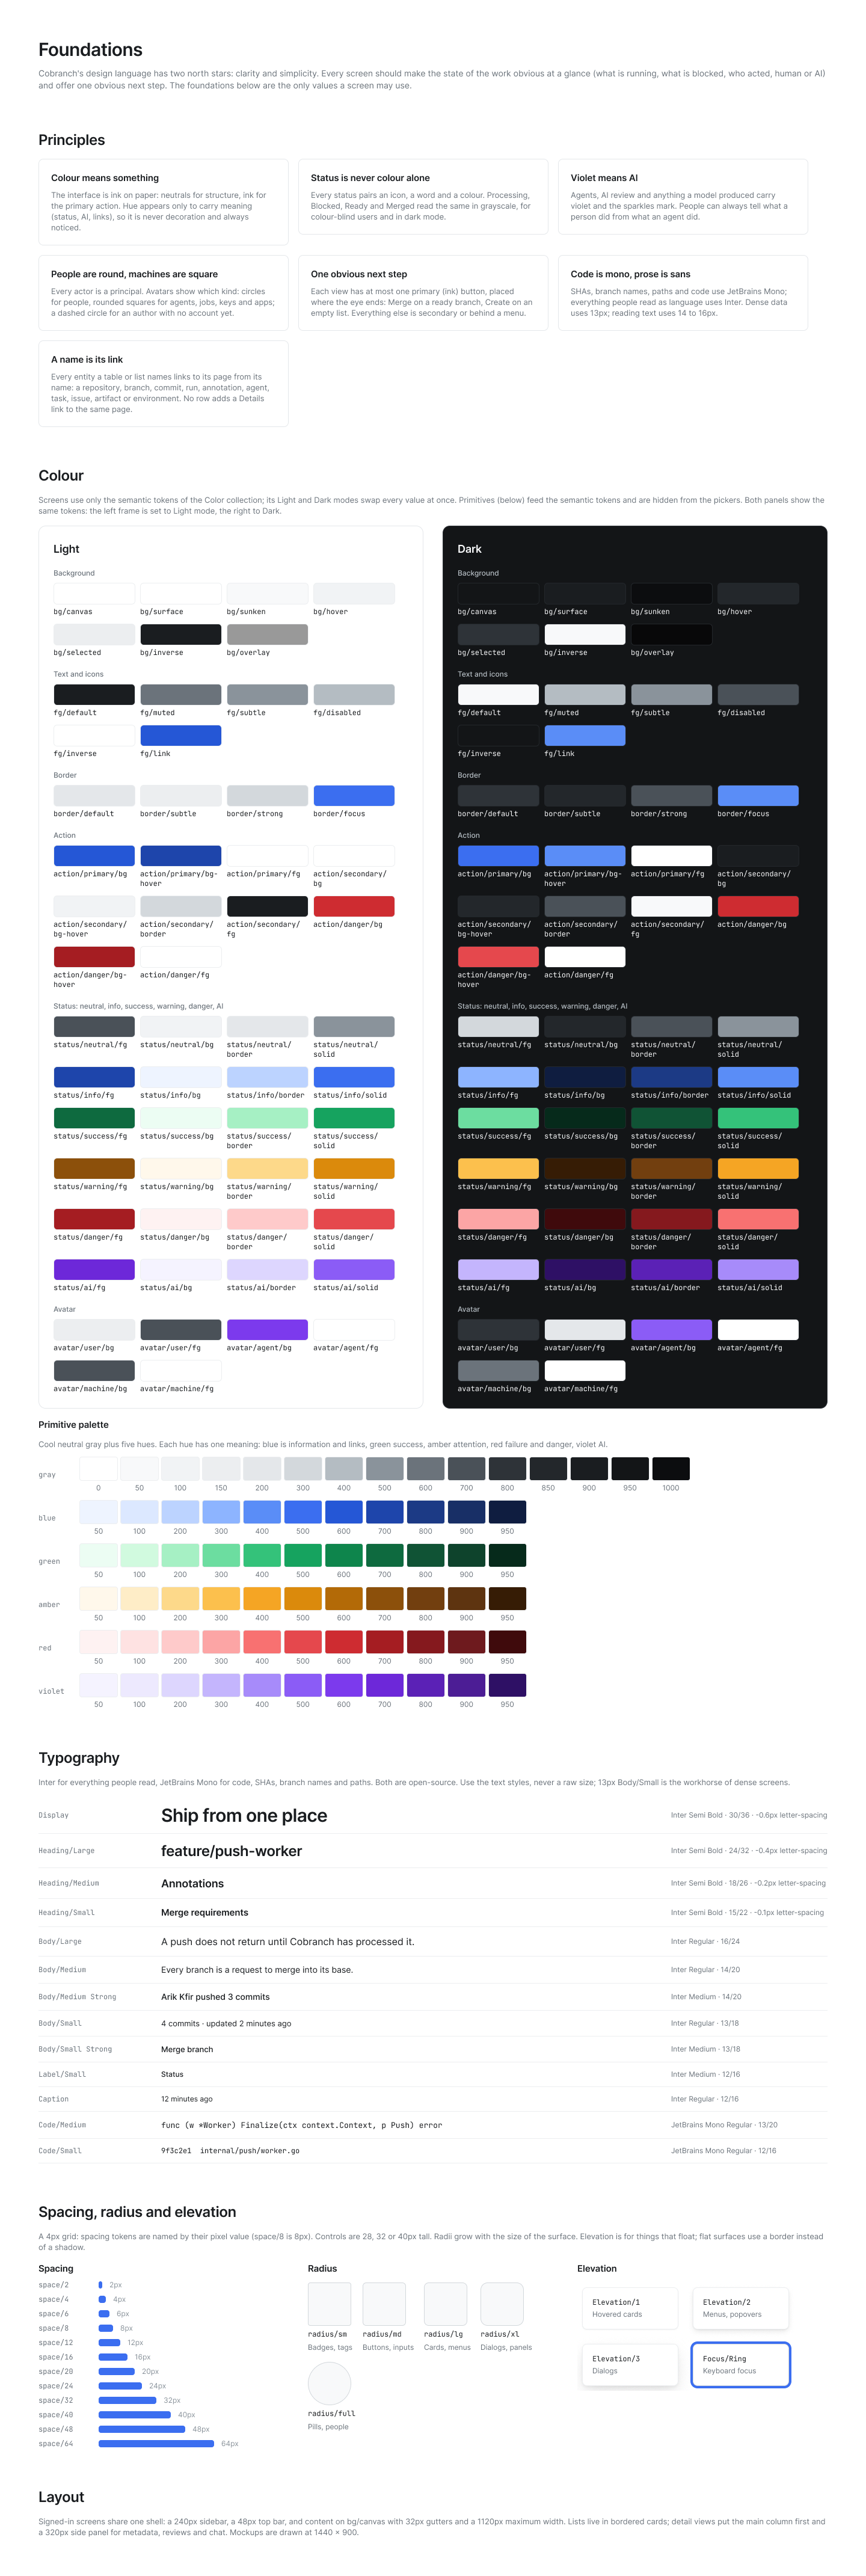 Foundations
Cobranch's design language has two north stars: clarity and simplicity. Every screen should make the state of the work obvious at a glance (what is running, what is blocked, who acted, human or AI)
and offer one obvious next step. The foundations below are the only values a screen may use.
Principles
Colour means something
The interface is ink on paper: neutrals for structure, ink for
the primary action. Hue appears only to carry meaning
(status, AI, links), so it is never decoration and always
noticed.
Status is never colour alone
Every status pairs an icon, a word and a colour. Processing,
Blocked, Ready and Merged read the same in grayscale, for
colour-blind users and in dark mode.
Violet means AI
Agents, AI review and anything a model produced carry
violet and the sparkles mark. People can always tell what a
person did from what an agent did.
People are round, machines are square
Every actor is a principal. Avatars show which kind: circles
for people, rounded squares for agents, jobs, keys and apps;
a dashed circle for an author with no account yet.
One obvious next step
Each view has at most one primary (ink) button, placed
where the eye ends: Merge on a ready branch, Create on an
empty list. Everything else is secondary or behind a menu.
Code is mono, prose is sans
SHAs, branch names, paths and code use JetBrains Mono;
everything people read as language uses Inter. Dense data
uses 13px; reading text uses 14 to 16px.
A name is its link
Every entity a table or list names links to its page from its
name: a repository, branch, commit, run, annotation, agent,
task, issue, artifact or environment. No row adds a Details
link to the same page.
Colour
Screens use only the semantic tokens of the Color collection; its Light and Dark modes swap every value at once. Primitives (below) feed the semantic tokens and are hidden from the pickers. Both panels show the
same tokens: the left frame is set to Light mode, the right to Dark.
Light
Background
bg/canvas bg/surface bg/sunken bg/hover
bg/selected bg/inverse bg/overlay
Text and icons
fg/default fg/muted fg/subtle fg/disabled
fg/inverse fg/link
Border
border/default border/subtle border/strong border/focus
Action
action/primary/bg action/primary/bg- action/primary/fg action/secondary/
hover bg
action/secondary/ action/secondary/ action/secondary/ action/danger/bg
bg-hover border fg
action/danger/bg- action/danger/fg
hover
Status: neutral, info, success, warning, danger, AI
status/neutral/fg status/neutral/bg status/neutral/ status/neutral/
border solid
status/info/fg status/info/bg status/info/border status/info/solid
status/success/fg status/success/bg status/success/ status/success/
border solid
status/warning/fg status/warning/bg status/warning/ status/warning/
border solid
status/danger/fg status/danger/bg status/danger/ status/danger/
border solid
status/ai/fg status/ai/bg status/ai/border status/ai/solid
Avatar
avatar/user/bg avatar/user/fg avatar/agent/bg avatar/agent/fg
avatar/machine/bg avatar/machine/fg
Dark
Background
bg/canvas bg/surface bg/sunken bg/hover
bg/selected bg/inverse bg/overlay
Text and icons
fg/default fg/muted fg/subtle fg/disabled
fg/inverse fg/link
Border
border/default border/subtle border/strong border/focus
Action
action/primary/bg action/primary/bg- action/primary/fg action/secondary/
hover bg
action/secondary/ action/secondary/ action/secondary/ action/danger/bg
bg-hover border fg
action/danger/bg- action/danger/fg
hover
Status: neutral, info, success, warning, danger, AI
status/neutral/fg status/neutral/bg status/neutral/ status/neutral/
border solid
status/info/fg status/info/bg status/info/border status/info/solid
status/success/fg status/success/bg status/success/ status/success/
border solid
status/warning/fg status/warning/bg status/warning/ status/warning/
border solid
status/danger/fg status/danger/bg status/danger/ status/danger/
border solid
status/ai/fg status/ai/bg status/ai/border status/ai/solid
Avatar
avatar/user/bg avatar/user/fg avatar/agent/bg avatar/agent/fg
avatar/machine/bg avatar/machine/fg
Primitive palette
Cool neutral gray plus five hues. Each hue has one meaning: blue is information and links, green success, amber attention, red failure and danger, violet AI.
gray
0 50 100 150 200 300 400 500 600 700 800 850 900 950 1000
blue
50 100 200 300 400 500 600 700 800 900 950
green
50 100 200 300 400 500 600 700 800 900 950
amber
50 100 200 300 400 500 600 700 800 900 950
red
50 100 200 300 400 500 600 700 800 900 950
violet
50 100 200 300 400 500 600 700 800 900 950
Typography
Inter for everything people read, JetBrains Mono for code, SHAs, branch names and paths. Both are open-source. Use the text styles, never a raw size; 13px Body/Small is the workhorse of dense screens.
Display Ship from one place Inter Semi Bold · 30/36 · -0.6px letter-spacing
Heading/Large feature/push-worker Inter Semi Bold · 24/32 · -0.4px letter-spacing
Heading/Medium Annotations Inter Semi Bold · 18/26 · -0.2px letter-spacing
Heading/Small Merge requirements Inter Semi Bold · 15/22 · -0.1px letter-spacing
Body/Large A push does not return until Cobranch has processed it. Inter Regular · 16/24
Body/Medium Every branch is a request to merge into its base. Inter Regular · 14/20
Body/Medium Strong Arik Kfir pushed 3 commits Inter Medium · 14/20
Body/Small 4 commits · updated 2 minutes ago Inter Regular · 13/18
Body/Small Strong Merge branch Inter Medium · 13/18
Label/Small Status Inter Medium · 12/16
Caption 12 minutes ago Inter Regular · 12/16
Code/Medium func (w *Worker) Finalize(ctx context.Context, p Push) error JetBrains Mono Regular · 13/20
Code/Small 9f3c2e1 internal/push/worker.go JetBrains Mono Regular · 12/16
Spacing, radius and elevation
A 4px grid: spacing tokens are named by their pixel value (space/8 is 8px). Controls are 28, 32 or 40px tall. Radii grow with the size of the surface. Elevation is for things that float; flat surfaces use a border instead
of a shadow.
Spacing
space/2 2px
space/4 4px
space/6 6px
space/8 8px
space/12 12px
space/16 16px
space/20 20px
space/24 24px
space/32 32px
space/40 40px
space/48 48px
space/64 64px
Radius
radius/sm radius/md radius/lg radius/xl
Badges, tags Buttons, inputs Cards, menus Dialogs, panels
radius/full
Pills, people
Elevation
Elevation/1 Elevation/2
Hovered cards Menus, popovers
Elevation/3 Focus/Ring
Dialogs Keyboard focus
Layout
Signed-in screens share one shell: a 240px sidebar, a 48px top bar, and content on bg/canvas with 32px gutters and a 1120px maximum width. Lists live in bordered cards; detail views put the main column first and
a 320px side panel for metadata, reviews and chat. Mockups are drawn at 1440 × 900.